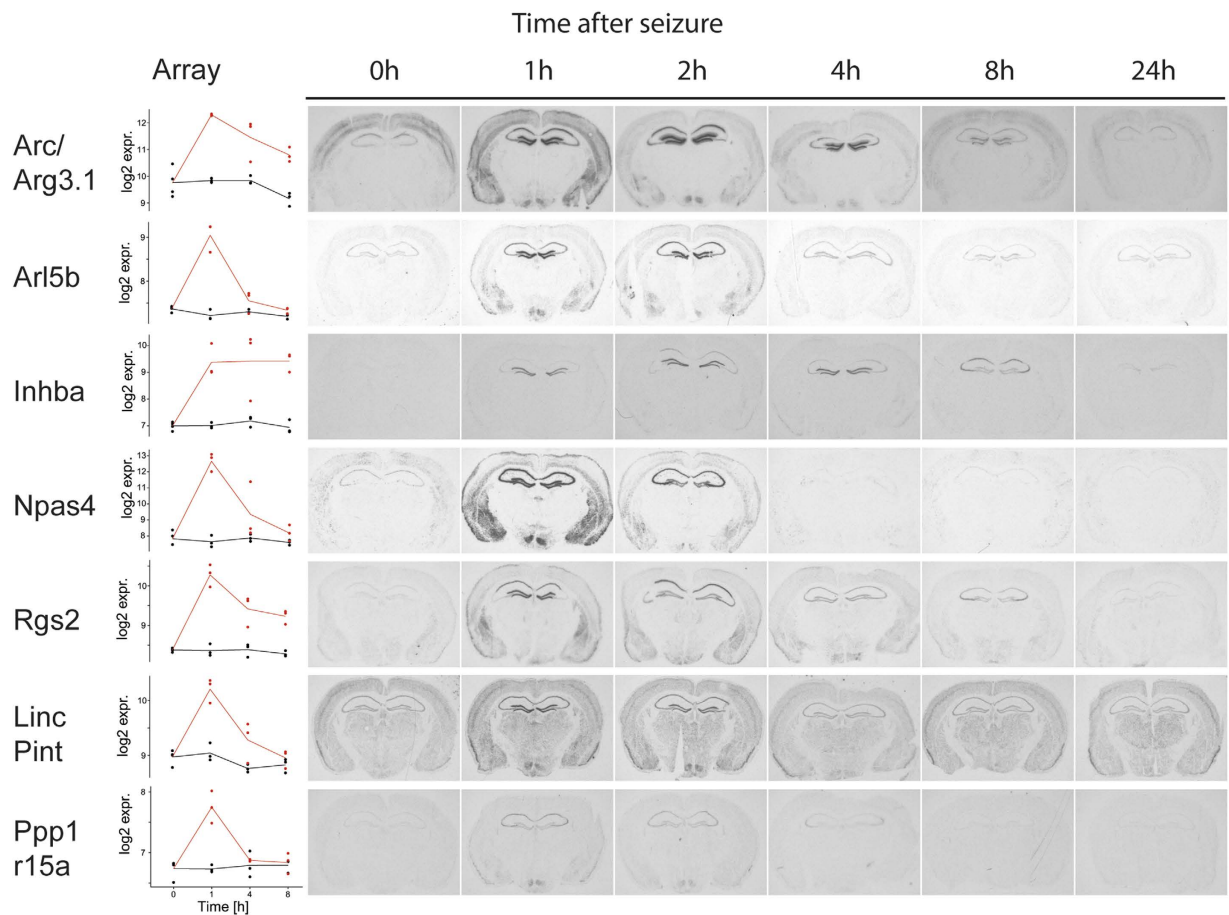 Time after seizure
Array 0h 1h 2h 4h 8h 24h
Arc/
Arg3.1
log2 expr.
12
11
10
9
Arl5b
log2 expr.
9
8
Inhba
log2 expr.
10
9
8
7
Npas4
log2 expr.
13
12
11
10
9
8
Rgs2
log2 expr.
10
9
Linc
Pint
log2 expr.
10
9
Ppp1
r15a
log2 expr.
8
7
0 1 4 8
Time [h]